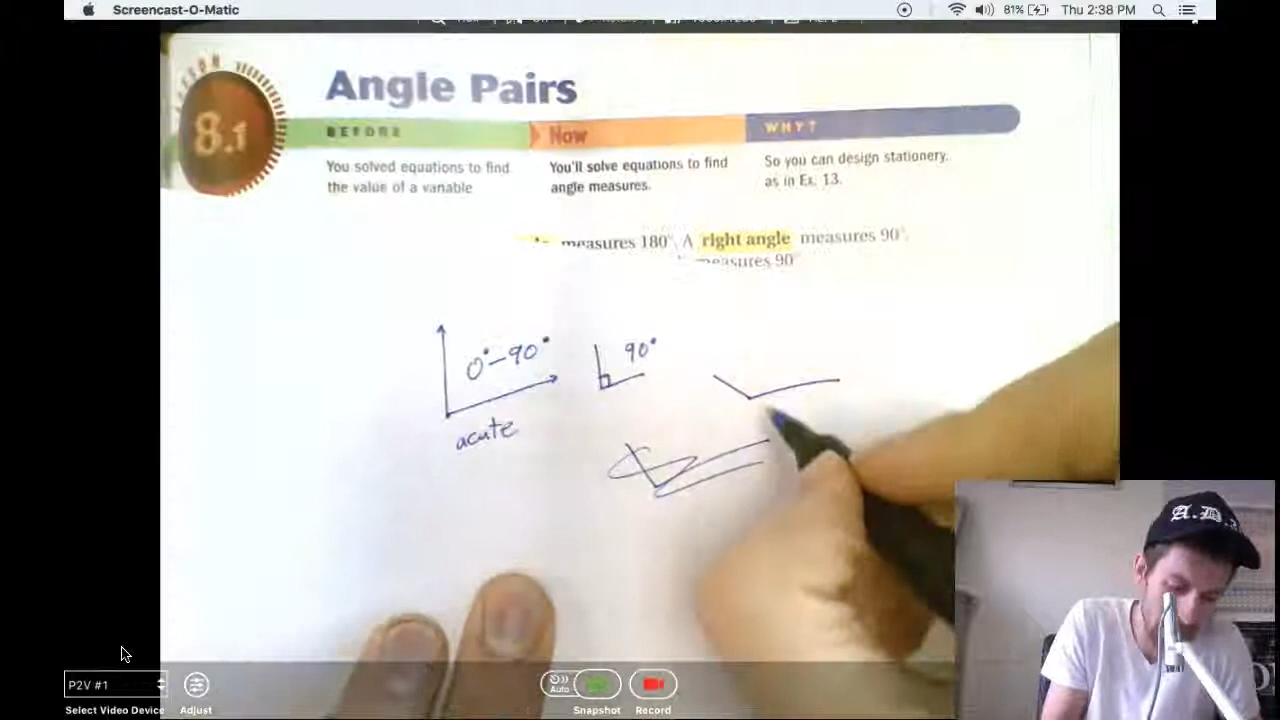 Screencast-O-Matic
81%
Thu 2:38 PM
LESSON
8.1
Angle Pairs
BEFORE
Now
WHY?
You solved equations to find
the value of a variable
You'll solve equations to find
angle measures.
So you can design stationery,
as in Ex. 13.
measures 180°. A right angle measures 90°.
measures 90°
0°-90°
90°
acute
A.D.
P2V #1
Auto
Select Video Device
Adjust
Snapshot
Record